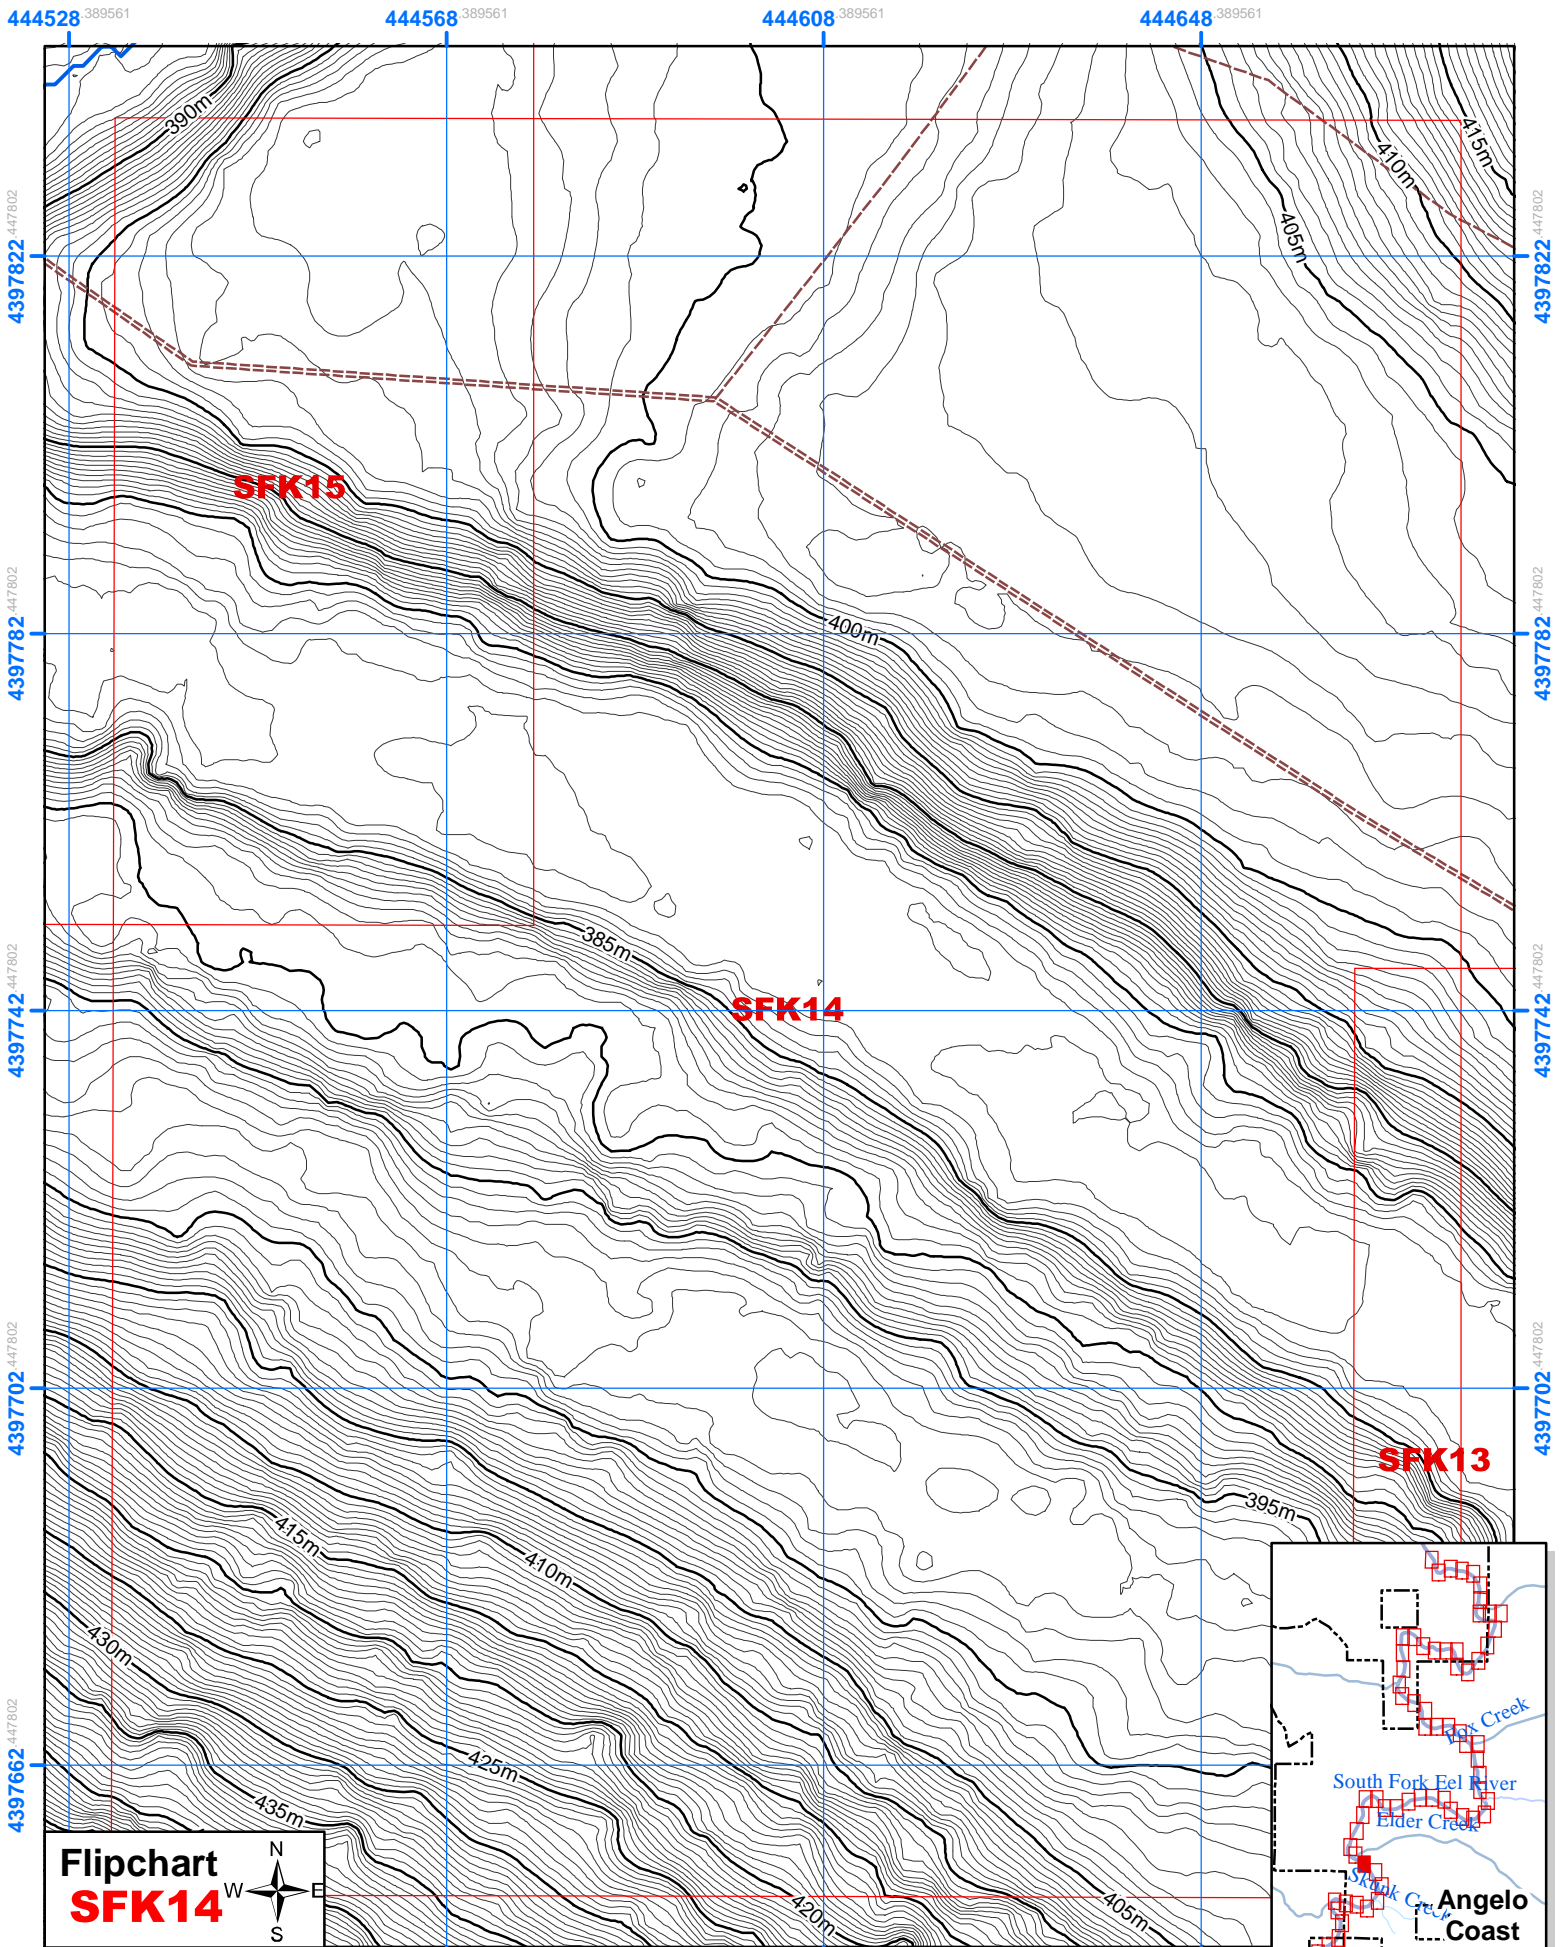 444528.389561 444568.389561 444608.389561 444648.389561
390m
415m
410m
405m
4397822.447802
4397822.447802
SFK15
400m
4397782.447802
4397782.447802
385m
SFK14
4397742.447802
4397742.447802
4397702.447802
4397702.447802
SFK13
395m
415m
410m
430m
425m
435m
4397662.447802
420m
405m
Flipchart
SFK14
N
W E
S
Fox Creek
South Fork Eel River
Elder Creek
Skunk Creek
Angelo
Coast